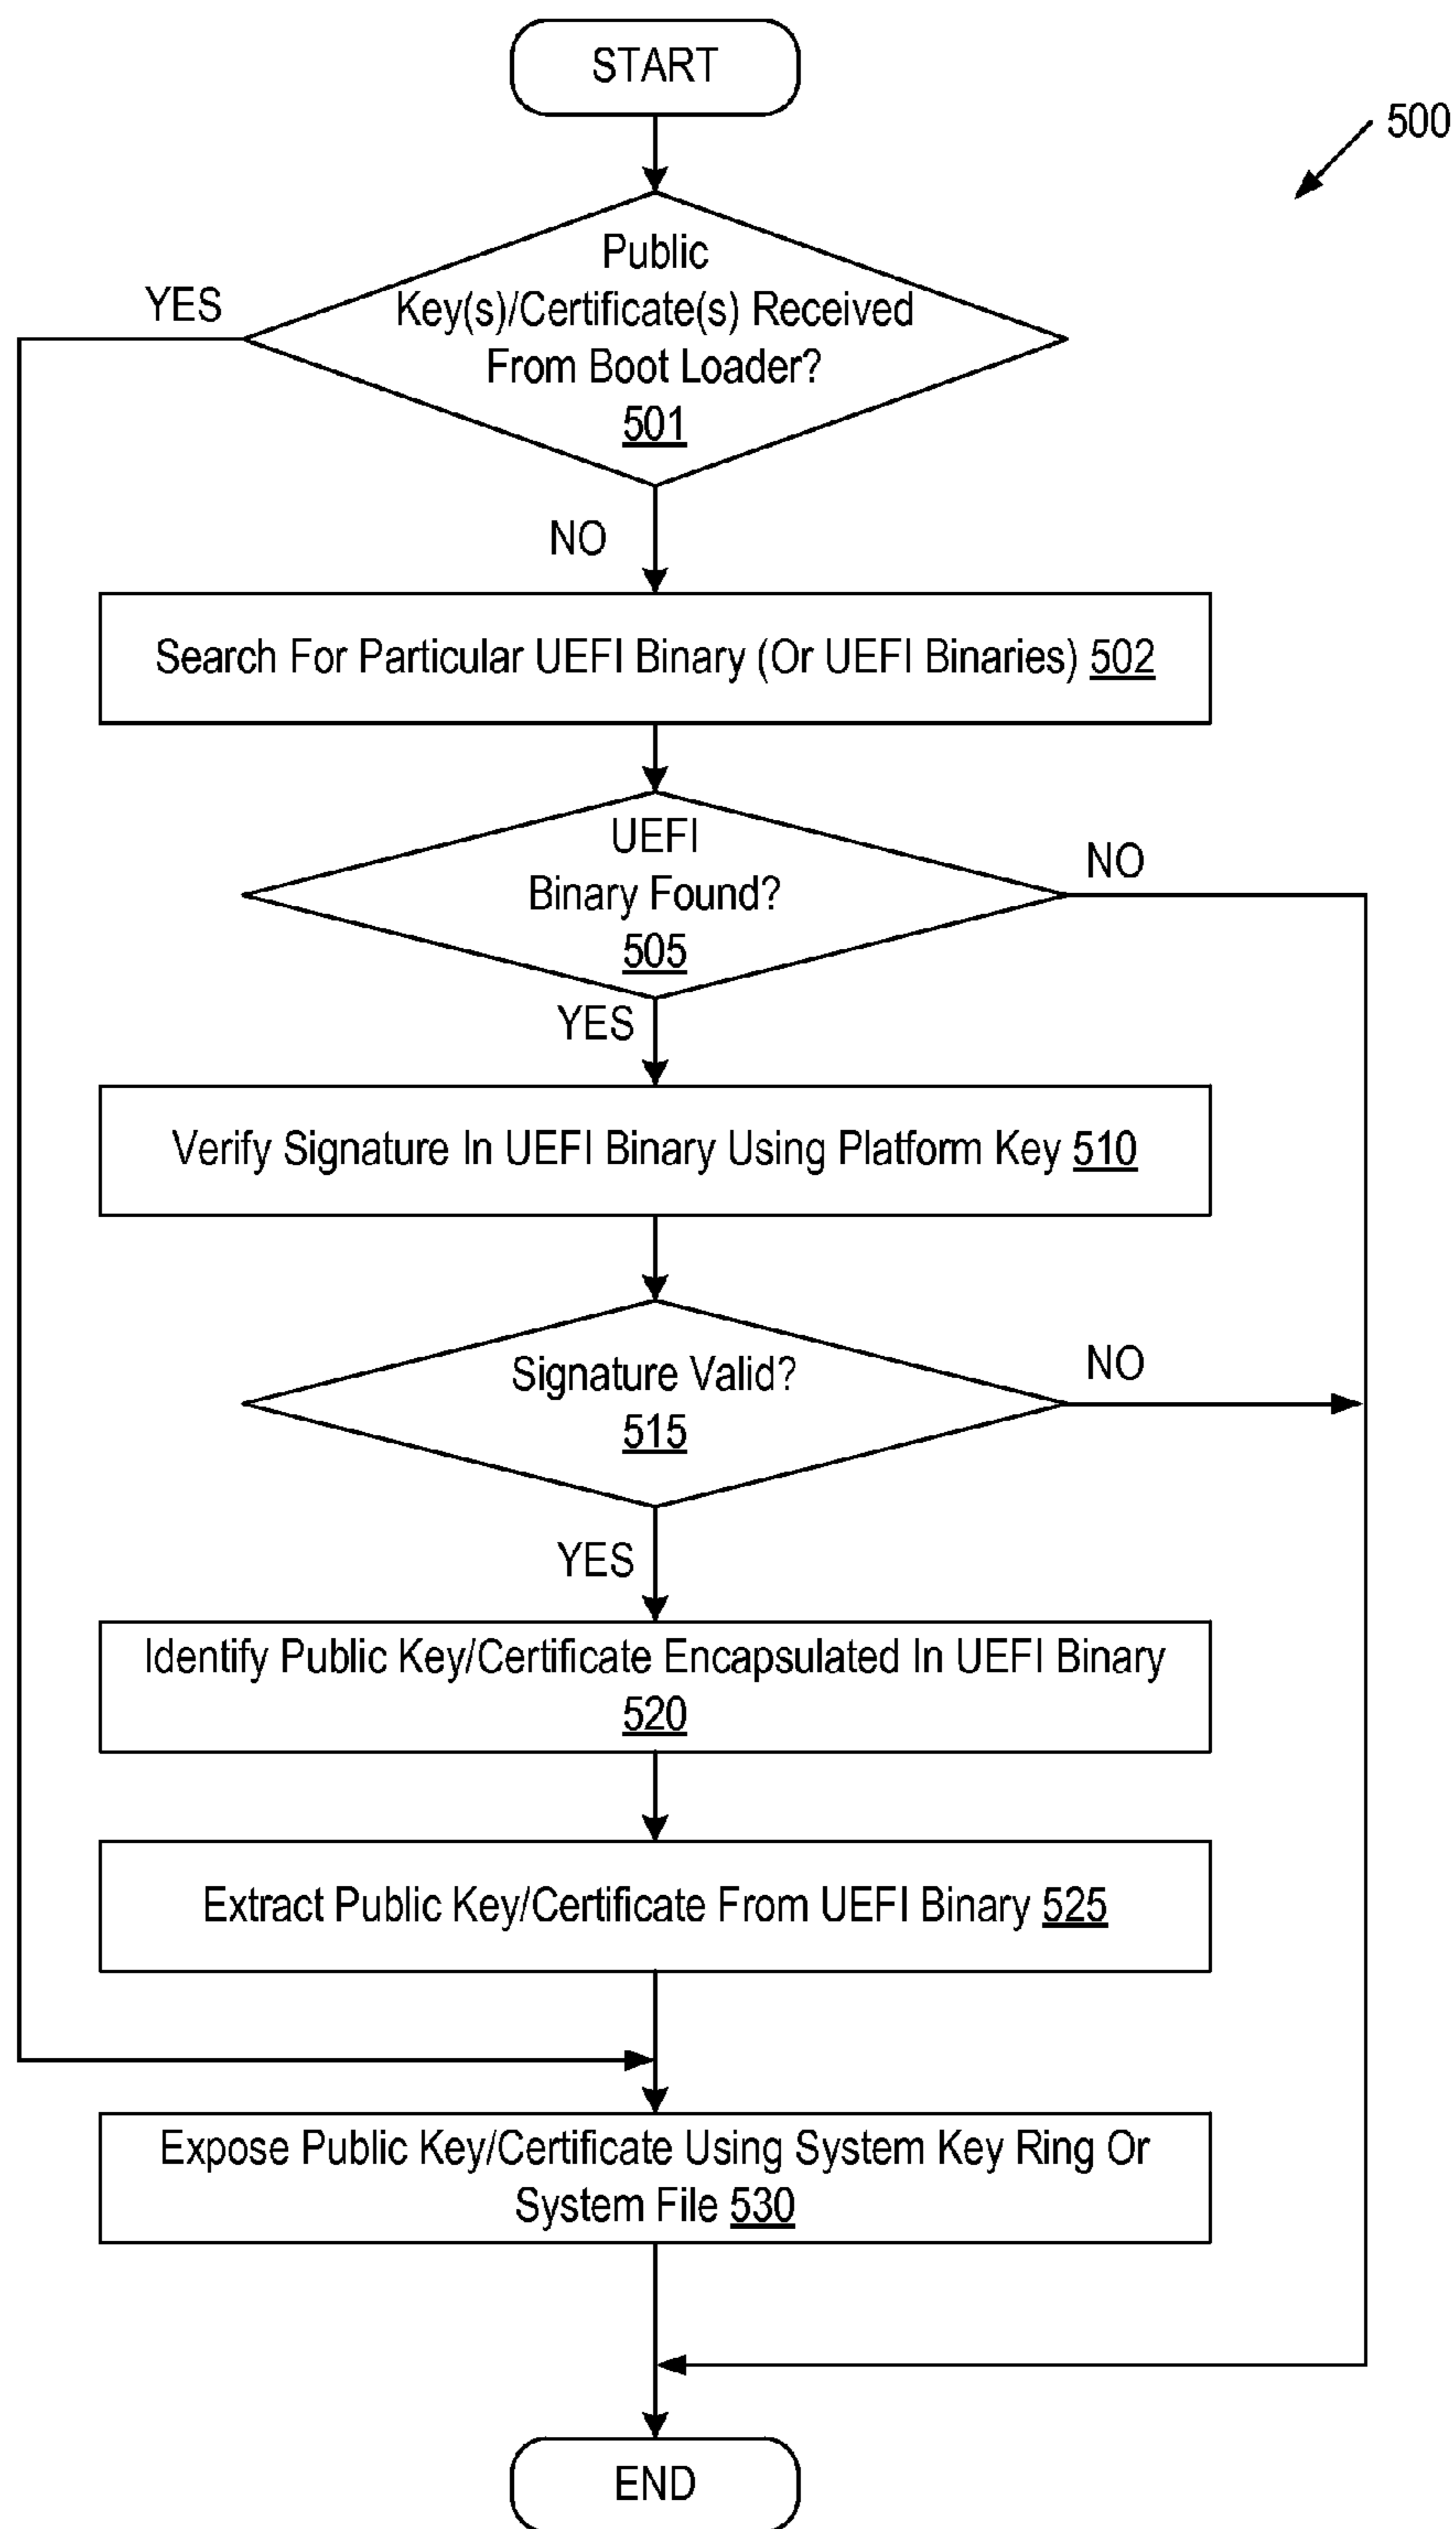 START
500
Public
Key(s)/Certificate(s) Received
From Boot Loader?
501
YES
NO
Search For Particular UEFI Binary (Or UEFI Binaries) 502
UEFI
Binary Found?
505
NO
YES
Verify Signature In UEFI Binary Using Platform Key 510
Signature Valid?
515
NO
YES
Identify Public Key/Certificate Encapsulated In UEFI Binary
520
Extract Public Key/Certificate From UEFI Binary 525
Expose Public Key/Certificate Using System Key Ring Or
System File 530
END